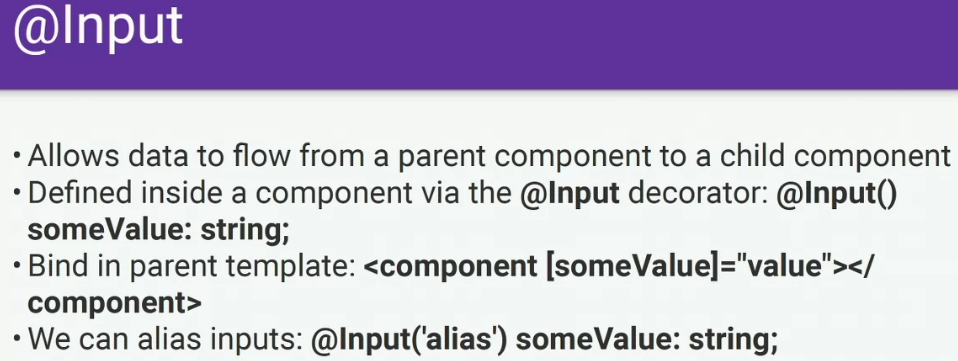 @Input
• Allows data to flow from a parent component to a child component
• Defined inside a component via the @Input decorator: @Input()
someValue: string;
• Bind in parent template: <component [someValue]="value"></
component>
• We can alias inputs: @Input('alias') someValue: string;